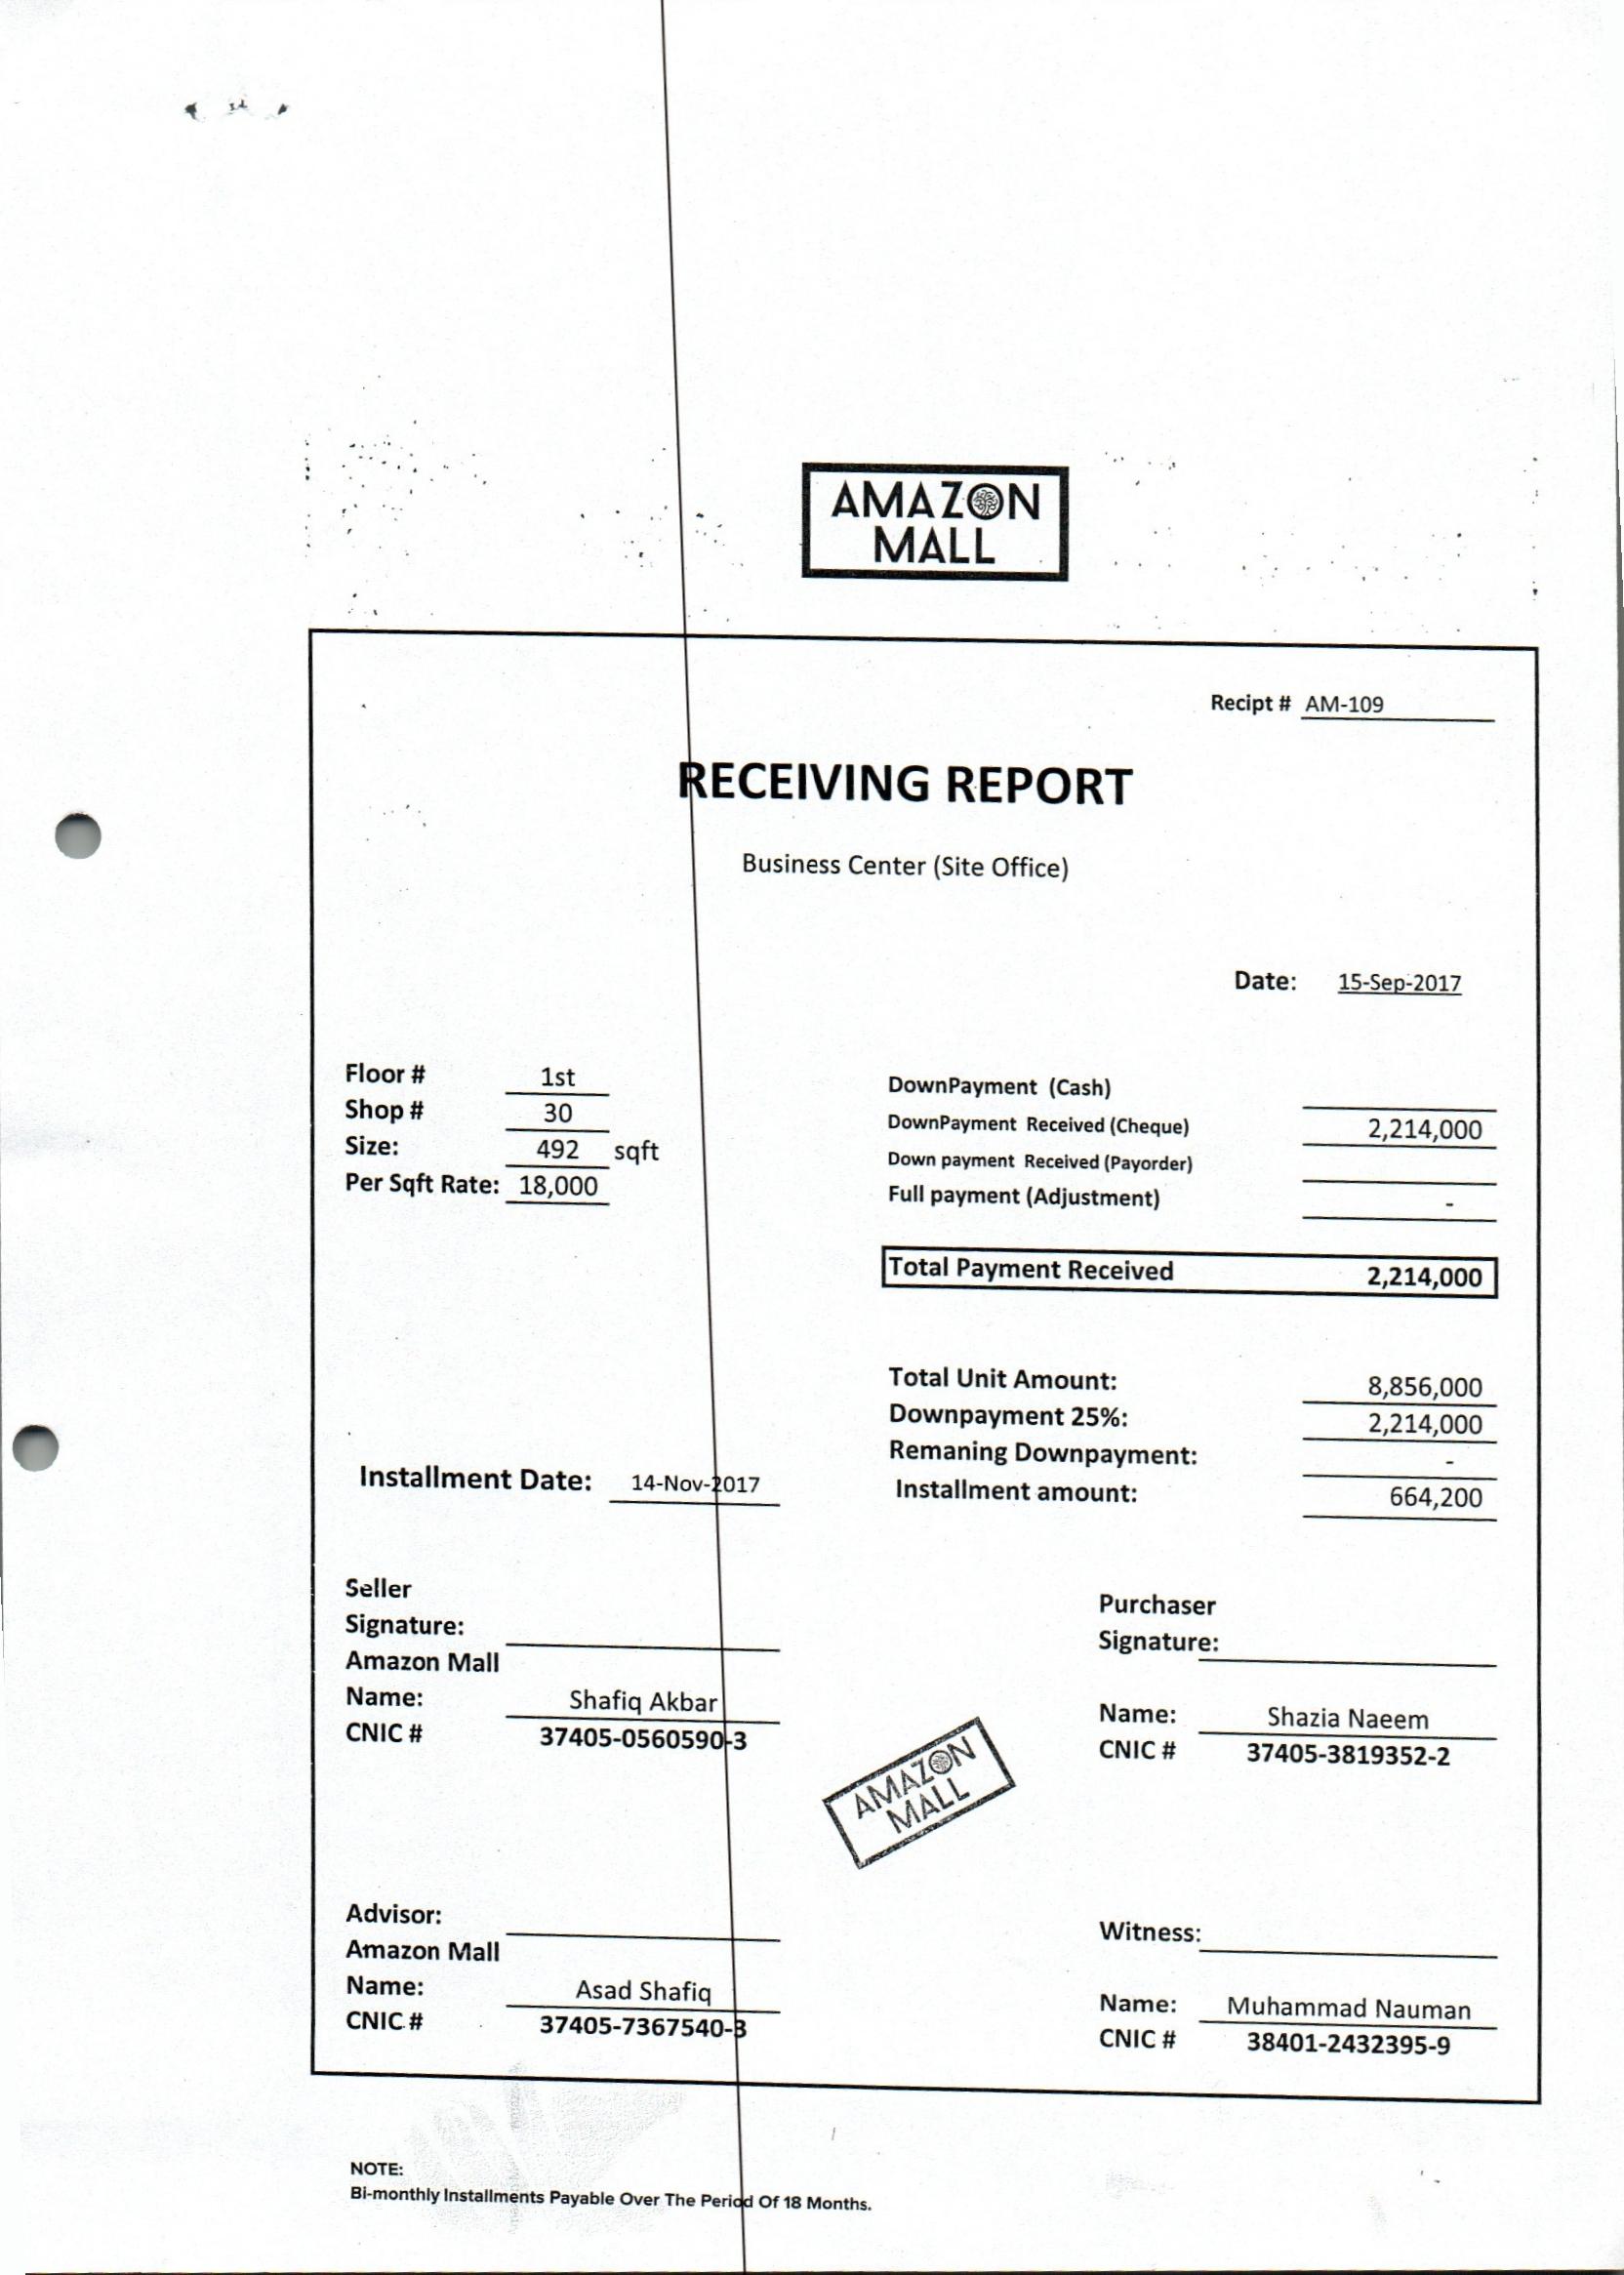 AMAZON
MALL
Recipt # AM-109
RECEIVING REPORT
Business Center (Site Office)
Date: 15-Sep-2017
Floor # 1st
Shop # 30
Size: 492 sqft
Per Sqft Rate: 18,000
DownPayment (Cash)
DownPayment Received (Cheque) 2,214,000
Down payment Received (Payorder)
Full payment (Adjustment) -
Total Payment Received 2,214,000
Total Unit Amount: 8,856,000
Downpayment 25%: 2,214,000
Remaning Downpayment: -
Installment Date: 14-Nov-2017
Installment amount: 664,200
Seller
Signature:
Amazon Mall
Name: Shafiq Akbar
CNIC # 37405-0560590-3
Purchaser
Signature:
Name: Shazia Naeem
CNIC # 37405-3819352-2
AMAZON
MALL
Advisor:
Amazon Mall
Name: Asad Shafiq
CNIC # 37405-7367540-3
Witness:
Name: Muhammad Nauman
CNIC # 38401-2432395-9
NOTE:
Bi-monthly Installments Payable Over The Period Of 18 Months.